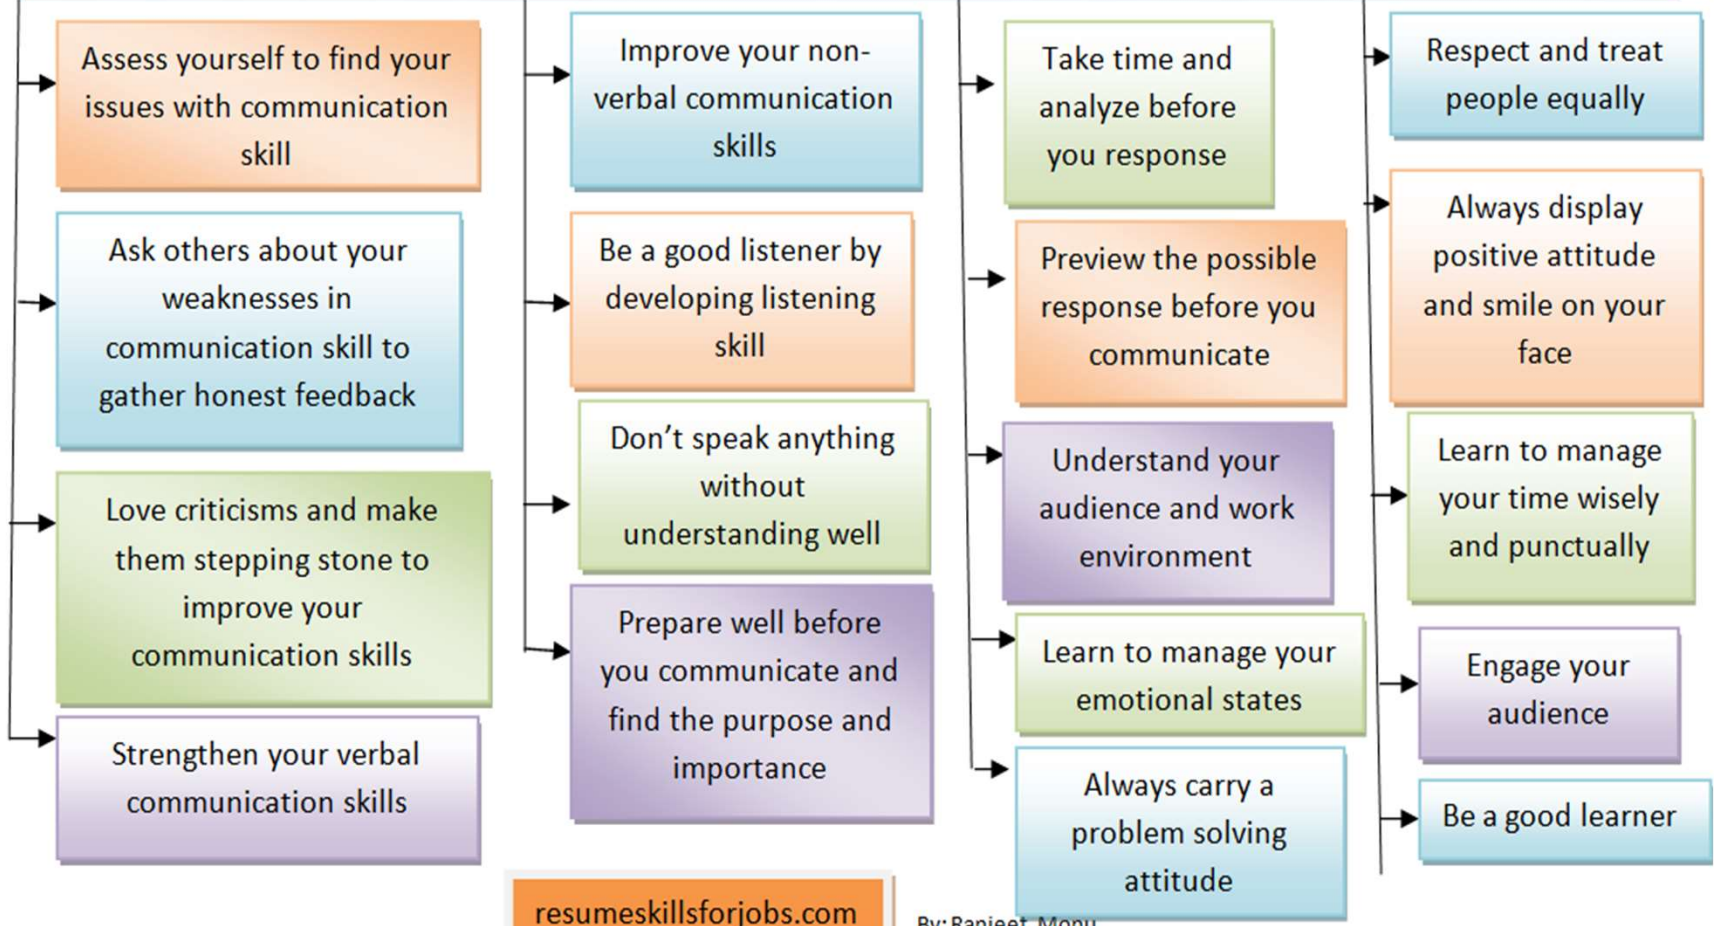 Assess yourself to find your
issues with communication
skill
Ask others about your
weaknesses in
communication skill to
gather honest feedback
Love criticisms and make
them stepping stone to
improve your
communication skills
Strengthen your verbal
communication skills
Improve your non-
verbal communication
skills
Be a good listener by
developing listening
skill
Don’t speak anything
without
understanding well
Prepare well before
you communicate and
find the purpose and
importance
Take time and
analyze before
you response
Preview the possible
response before you
communicate
Understand your
audience and work
environment
Learn to manage your
emotional states
Always carry a
problem solving
attitude
Respect and treat
people equally
Always display
positive attitude
and smile on your
face
Learn to manage
your time wisely
and punctually
Engage your
audience
Be a good learner
resumeskillsforjobs.com
By: Ranjeet Monu